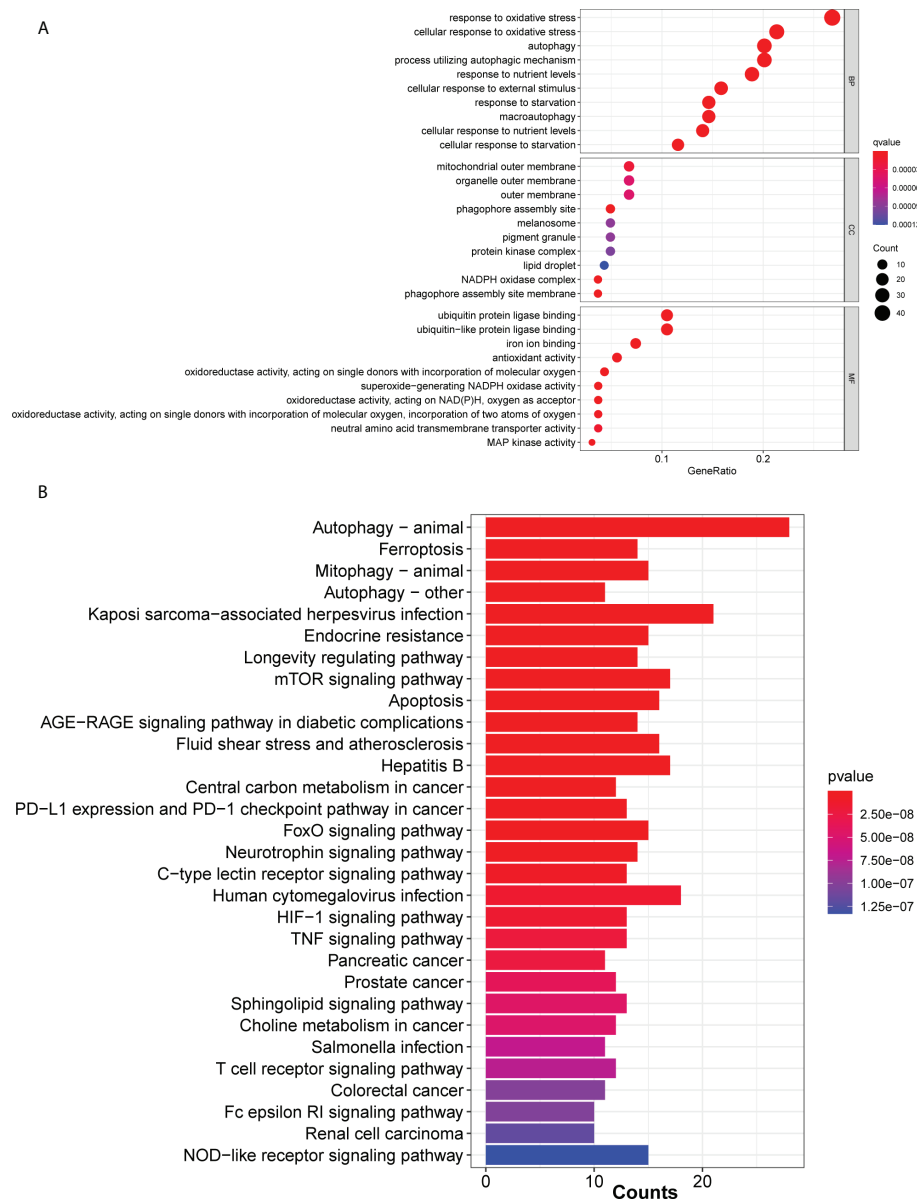 A
response to oxidative stress
cellular response to oxidative stress
autophagy
process utilizing autophagic mechanism
response to nutrient levels
cellular response to external stimulus
response to starvation
macroautophagy
cellular response to nutrient levels
cellular response to starvation
BP
mitochondrial outer membrane
organelle outer membrane
outer membrane
phagophore assembly site
melanosome
pigment granule
protein kinase complex
lipid droplet
NADPH oxidase complex
phagophore assembly site membrane
CC
ubiquitin protein ligase binding
ubiquitin-like protein ligase binding
iron ion binding
antioxidant activity
oxidoreductase activity, acting on single donors with incorporation of molecular oxygen
superoxide-generating NADPH oxidase activity
oxidoreductase activity, acting on NAD(P)H, oxygen as acceptor
oxidoreductase activity, acting on single donors with incorporation of molecular oxygen, incorporation of two atoms of oxygen
neutral amino acid transmembrane transporter activity
MAP kinase activity
MF
0.1 0.2
GeneRatio
qvalue
Count
10
20
30
40
B
Autophagy − animal
Ferroptosis
Mitophagy − animal
Autophagy − other
Kaposi sarcoma−associated herpesvirus infection
Endocrine resistance
Longevity regulating pathway
mTOR signaling pathway
Apoptosis
AGE−RAGE signaling pathway in diabetic complications
Fluid shear stress and atherosclerosis
Hepatitis B
Central carbon metabolism in cancer
PD−L1 expression and PD−1 checkpoint pathway in cancer
FoxO signaling pathway
Neurotrophin signaling pathway
C−type lectin receptor signaling pathway
Human cytomegalovirus infection
HIF−1 signaling pathway
TNF signaling pathway
Pancreatic cancer
Prostate cancer
Sphingolipid signaling pathway
Choline metabolism in cancer
Salmonella infection
T cell receptor signaling pathway
Colorectal cancer
Fc epsilon RI signaling pathway
Renal cell carcinoma
NOD−like receptor signaling pathway
0 10 20
Counts
pvalue
2.50e−08
5.00e−08
7.50e−08
1.00e−07
1.25e−07